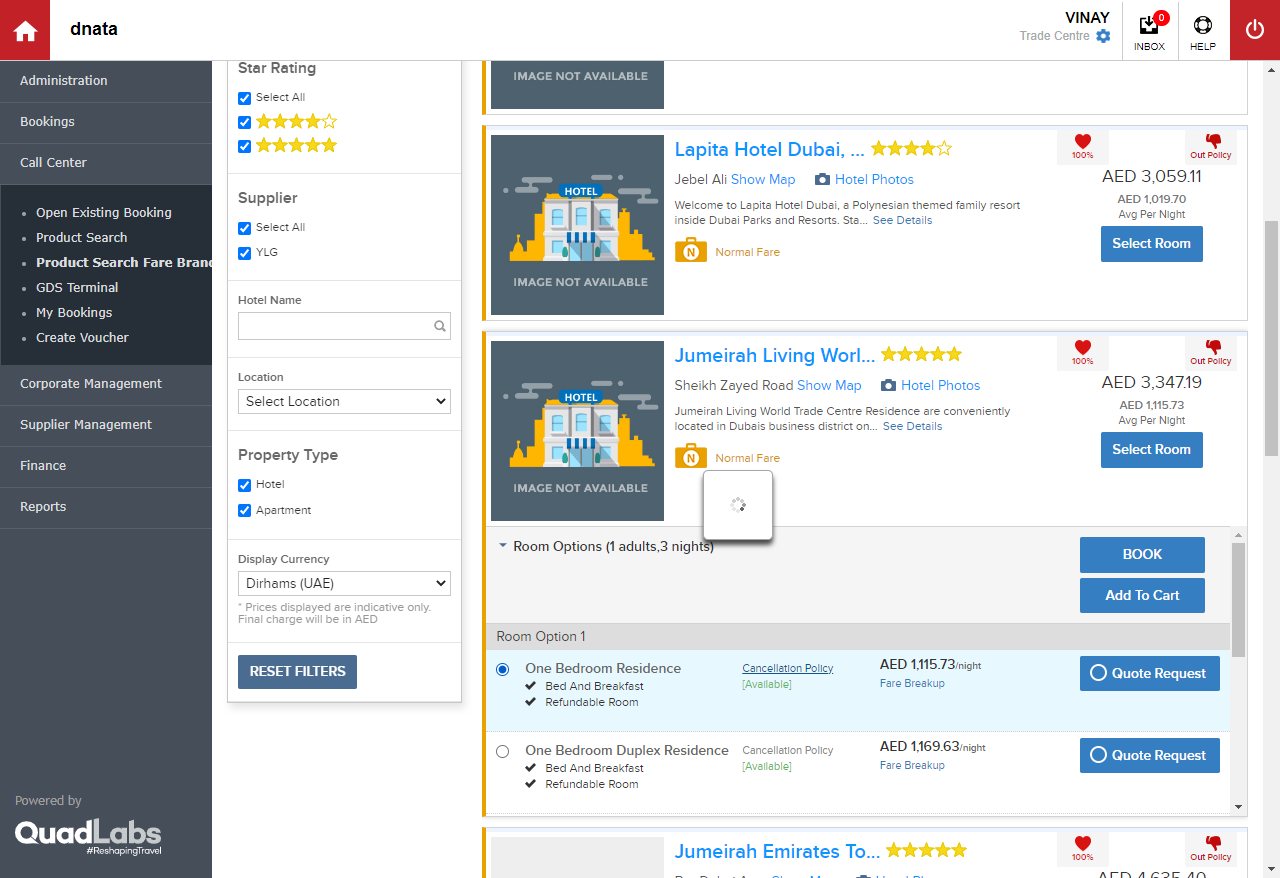 dnata
VINAY
Trade Centre
0
INBOX
HELP
Administration
Bookings
Call Center
Open Existing Booking
Product Search
Product Search Fare Bran
GDS Terminal
My Bookings
Create Voucher
Corporate Management
Supplier Management
Finance
Reports
Powered by
QuadLabs
#ReshapingTravel
Star Rating
Select All
Supplier
Select All
YLG
Hotel Name
Location
Select Location
Property Type
Hotel
Apartment
Display Currency
Dirhams (UAE)
* Prices displayed are indicative only.
Final charge will be in AED
RESET FILTERS
IMAGE NOT AVAILABLE
HOTEL
IMAGE NOT AVAILABLE
Lapita Hotel Dubai, ...
Jebel Ali Show Map Hotel Photos
Welcome to Lapita Hotel Dubai, a Polynesian themed family resort
inside Dubai Parks and Resorts. Sta... See Details
N Normal Fare
100%
Out Policy
AED 3,059.11
AED 1,019.70
Avg Per Night
Select Room
HOTEL
IMAGE NOT AVAILABLE
Jumeirah Living Worl...
Sheikh Zayed Road Show Map Hotel Photos
Jumeirah Living World Trade Centre Residence are conveniently
located in Dubais business district on... See Details
N Normal Fare
100%
Out Policy
AED 3,347.19
AED 1,115.73
Avg Per Night
Select Room
Room Options (1 adults,3 nights)
BOOK
Add To Cart
Room Option 1
One Bedroom Residence
Bed And Breakfast
Refundable Room
Cancellation Policy
[Available]
AED 1,115.73/night
Fare Breakup
Quote Request
One Bedroom Duplex Residence
Bed And Breakfast
Refundable Room
Cancellation Policy
[Available]
AED 1,169.63/night
Fare Breakup
Quote Request
Jumeirah Emirates To...
100%
Out Policy
AED 4,635.40